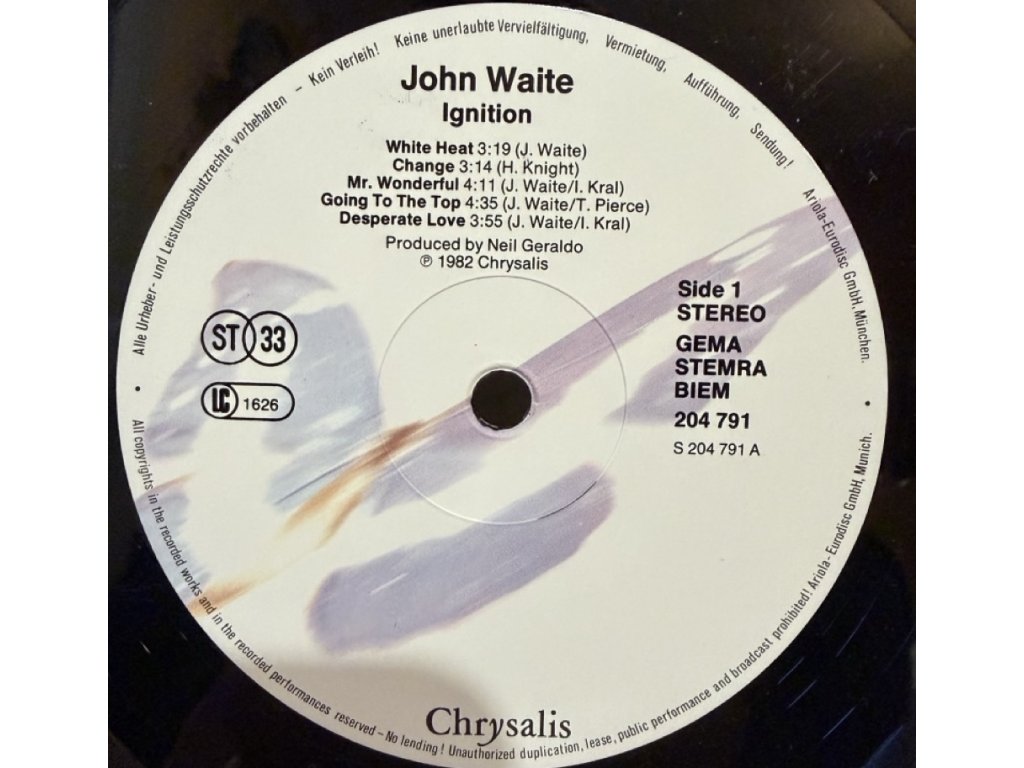 Alle Urheber- und Leistungsschutzrechte vorbehalten – Kein Verleih! Keine unerlaubte Vervielfältigung, Vermietung, Aufführung, Sendung! Ariola-Eurodisc GmbH, München.
John Waite
Ignition
White Heat 3:19 (J. Waite)
Change 3:14 (H. Knight)
Mr. Wonderful 4:11 (J. Waite/I. Kral)
Going To The Top 4:35 (J. Waite/T. Pierce)
Desperate Love 3:55 (J. Waite/I. Kral)
Produced by Neil Geraldo
℗ 1982 Chrysalis
ST 33
LC 1626
Side 1
STEREO
GEMA
STEMRA
BIEM
204 791
S 204 791 A
Chrysalis
All copyrights in the recorded works and in the recorded performances reserved – No lending! Unauthorized duplication, lease, public performance and broadcast prohibited! Ariola-Eurodisc GmbH, Munich.